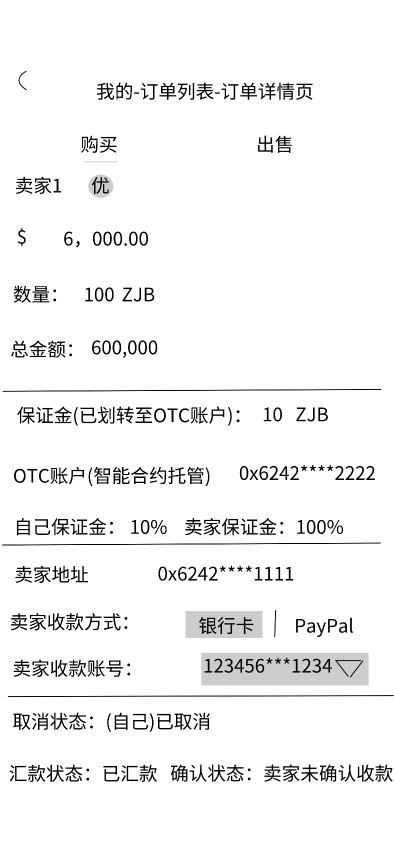 我的-订单列表-订单详情页
购买 出售
卖家1 优
$ 6，000.00
数量： 100 ZJB
总金额： 600,000
保证金(已划转至OTC账户)： 10 ZJB
OTC账户(智能合约托管) 0x6242****2222
自己保证金： 10% 卖家保证金：100%
卖家地址 0x6242****1111
卖家收款方式： 银行卡 | PayPal
卖家收款账号： 123456***1234
取消状态：(自己)已取消
汇款状态：已汇款 确认状态：卖家未确认收款